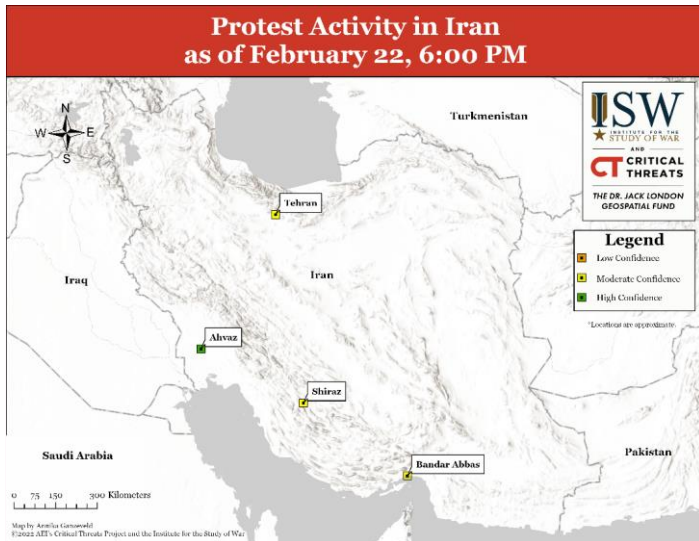 Protest Activity in Iran
as of February 22, 6:00 PM
N
W E
S
Turkmenistan
ISW
INSTITUTE FOR THE
STUDY OF WAR
AND
CT CRITICAL
THREATS
THE DR. JACK LONDON
GEOSPATIAL FUND
Tehran
Legend
Low Confidence
Moderate Confidence
High Confidence
*Locations are approximate.
Iraq
Iran
Ahvaz
Shiraz
Saudi Arabia
Bandar Abbas
Pakistan
0 75 150 300 Kilometers
Map by Annika Ganzeveld
©2022 AEI's Critical Threats Project and the Institute for the Study of War